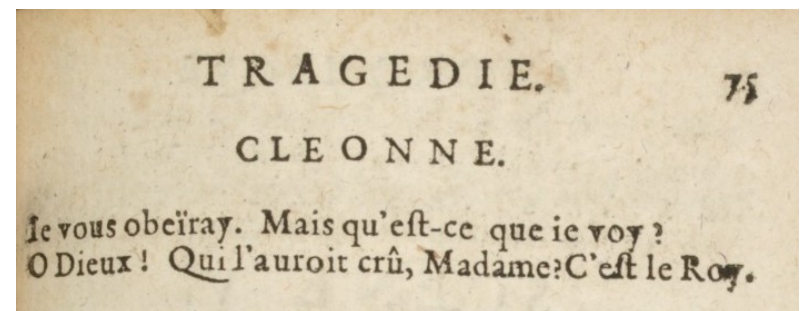 TRAGEDIE. 75
CLEONNE.
Ie vous obeïray. Mais qu'eſt-ce que ie voy ?
O Dieux ! Qui l'auroit crû, Madame? C'eſt le Roy.